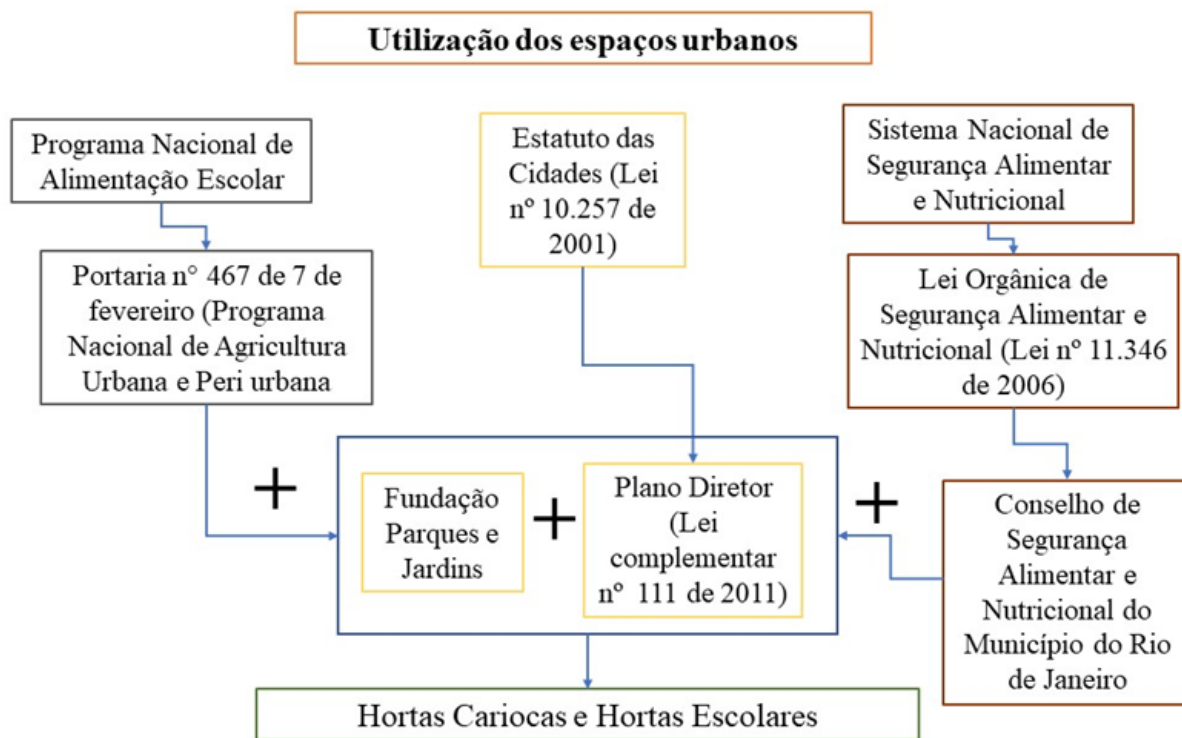 Utilização dos espaços urbanos
Programa Nacional de
Alimentação Escolar
Portaria n° 467 de 7 de
fevereiro (Programa
Nacional de Agricultura
Urbana e Peri urbana
Estatuto das
Cidades (Lei
nº 10.257 de
2001)
Sistema Nacional de
Segurança Alimentar
e Nutricional
Lei Orgânica de
Segurança Alimentar e
Nutricional (Lei nº 11.346
de 2006)
+
Fundação
Parques e
Jardins
+
Plano Diretor
(Lei
complementar
nº 111 de 2011)
+
Conselho de
Segurança
Alimentar e
Nutricional do
Município do Rio
de Janeiro
Hortas Cariocas e Hortas Escolares